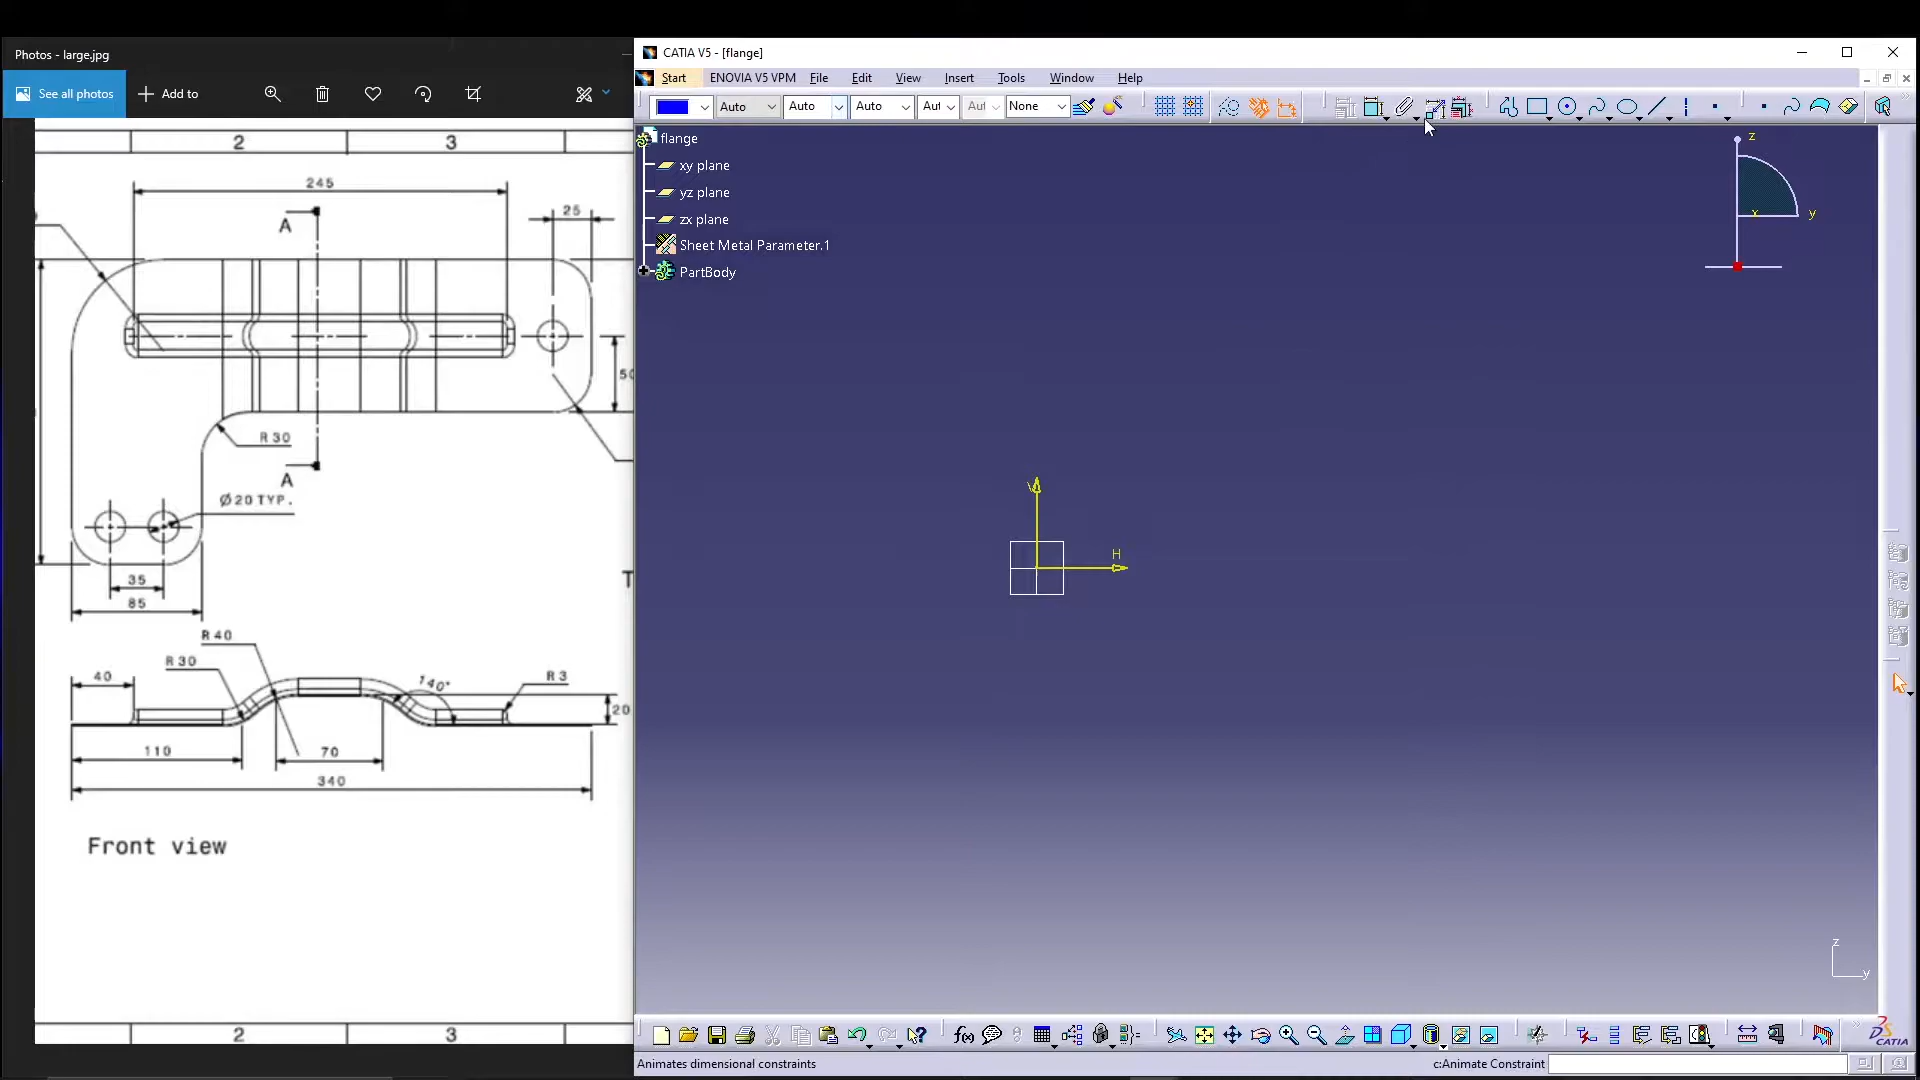 Photos - large.jpg
See all photos
Add to
2
3
245
25
A
50
R 30
A
Ø20 TYP.
35
85
T
R 40
R 30
40
140°
R 3
20
110
70
340
Front view
2
3
CATIA V5 - [flange]
Start
ENOVIA V5 VPM
File
Edit
View
Insert
Tools
Window
Help
Auto
Auto
Auto
Aut
Aut
None
flange
xy plane
yz plane
zx plane
Sheet Metal Parameter.1
PartBody
z
x
y
V
H
z
y
f(x)
CATIA
Animates dimensional constraints
c:Animate Constraint